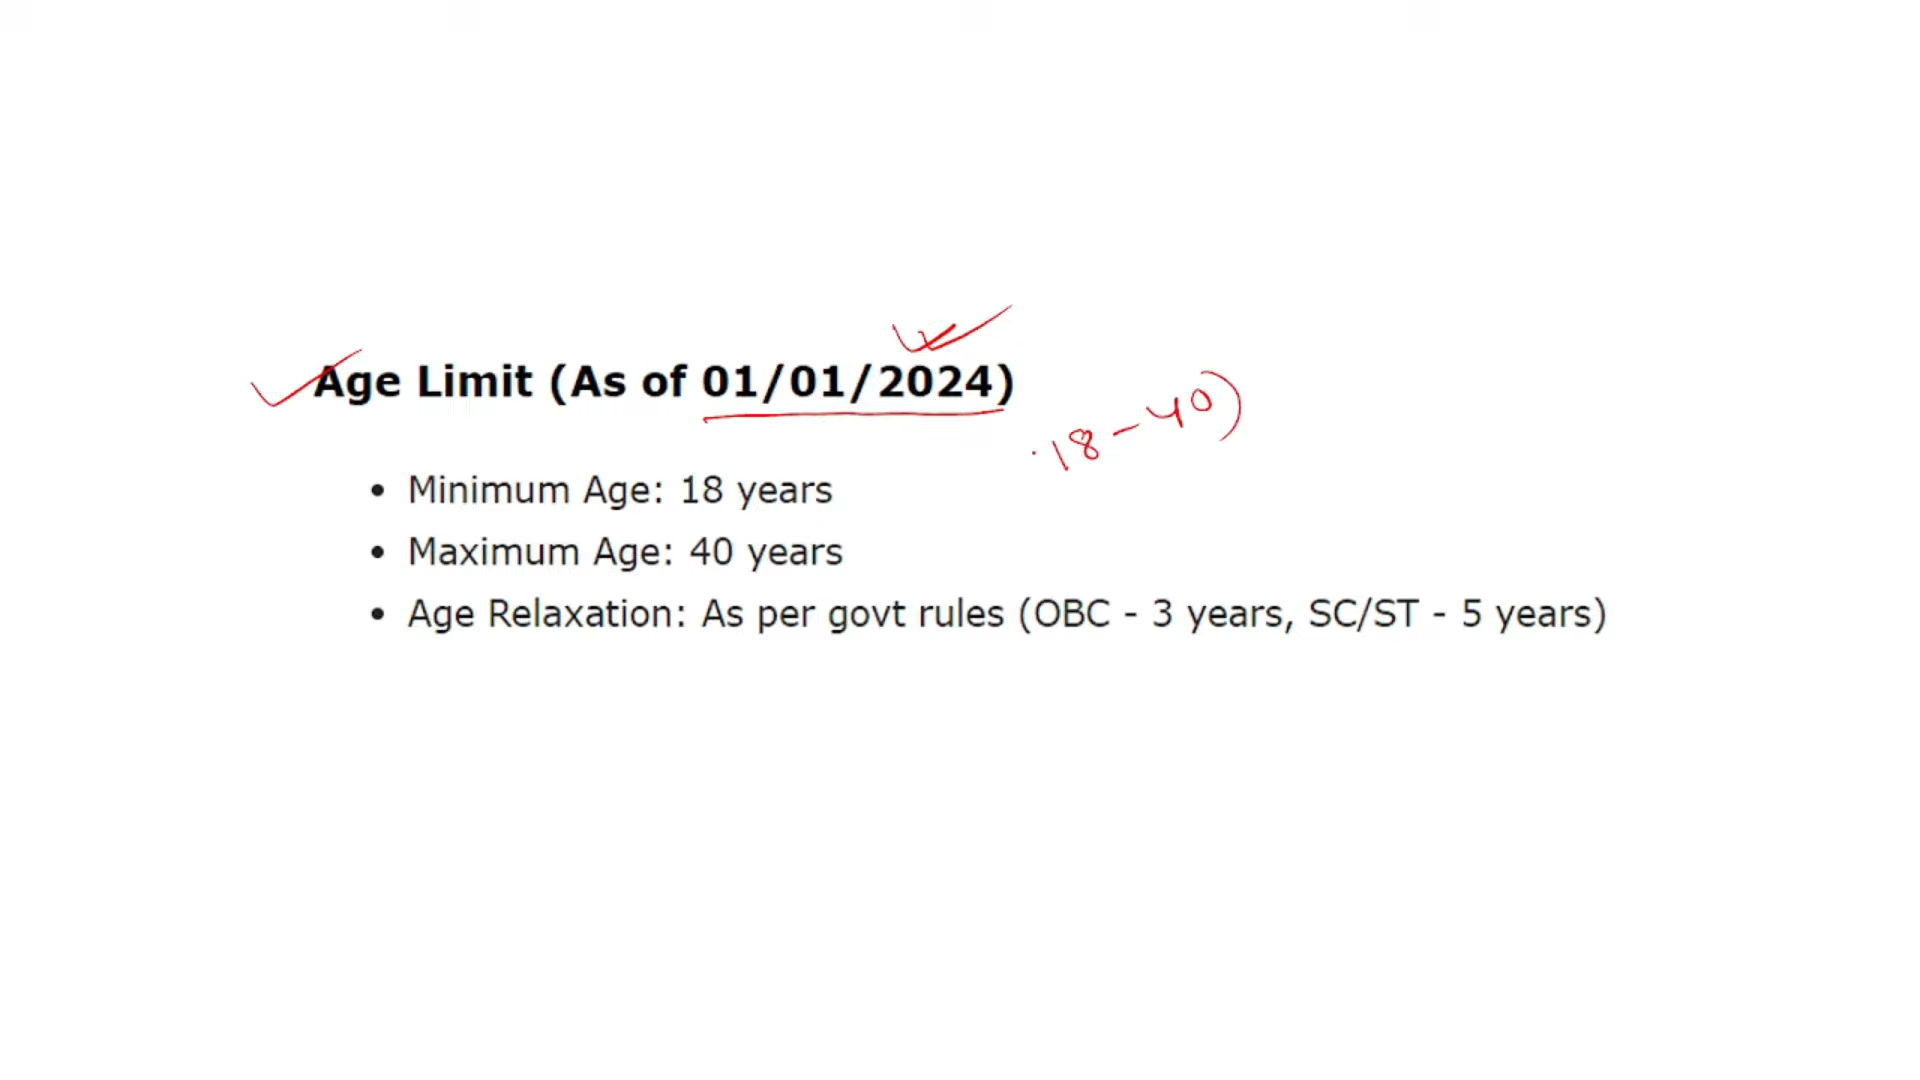 Age Limit (As of 01/01/2024)
18-40)
• Minimum Age: 18 years
• Maximum Age: 40 years
• Age Relaxation: As per govt rules (OBC - 3 years, SC/ST - 5 years)